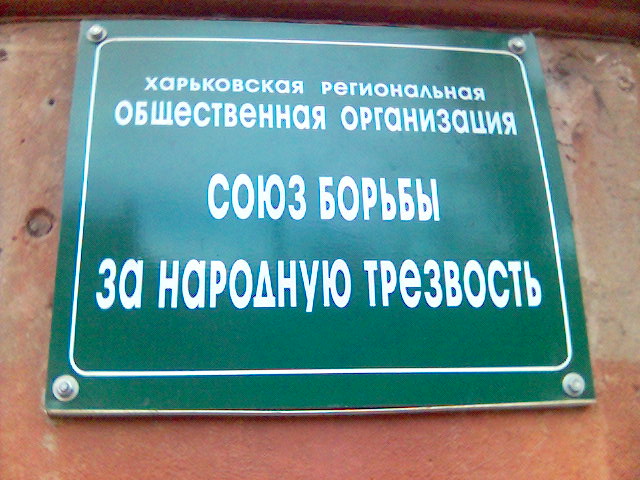 харьковская региональная
общественная организация
союз борьбы
за народную трезвость